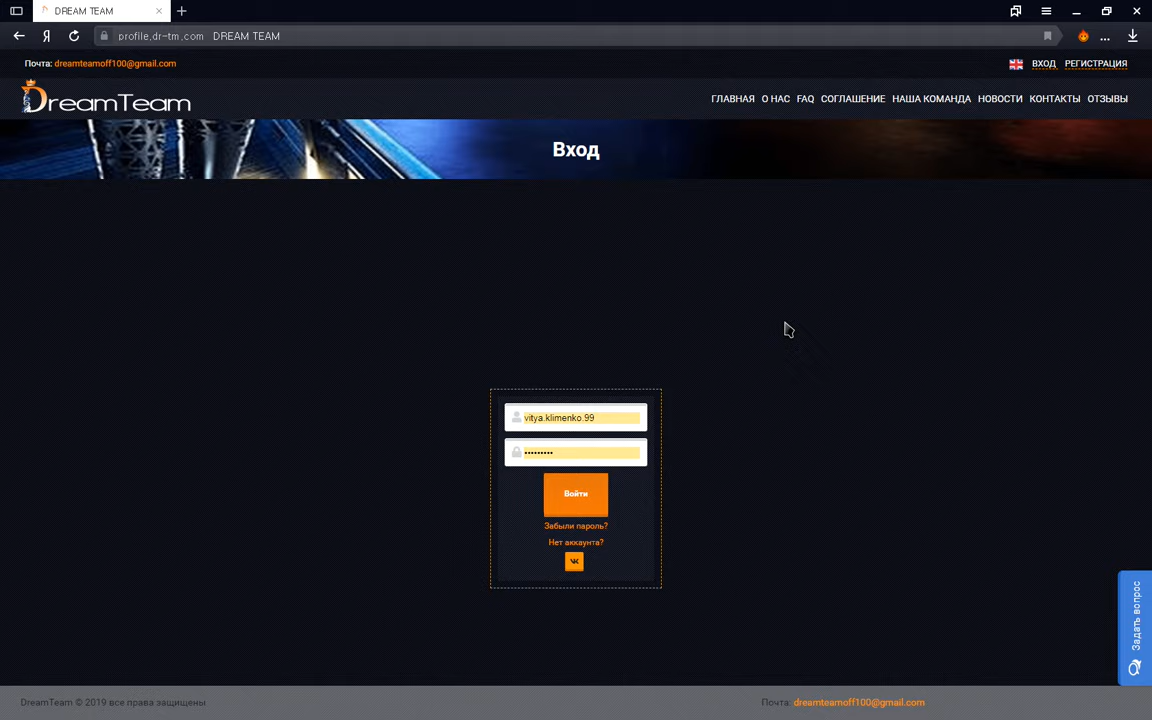 DREAM TEAM
profile.dr-tm.com DREAM TEAM
Почта: dreamteamoff100@gmail.com
ВХОД РЕГИСТРАЦИЯ
DreamTeam
ГЛАВНАЯ О НАС FAQ СОГЛАШЕНИЕ НАША КОМАНДА НОВОСТИ КОНТАКТЫ ОТЗЫВЫ
Вход
vitya.klimenko.99
•••••••••
Войти
Забыли пароль?
Нет аккаунта?
Задать вопрос
DreamTeam © 2019 все права защищены
Почта: dreamteamoff100@gmail.com